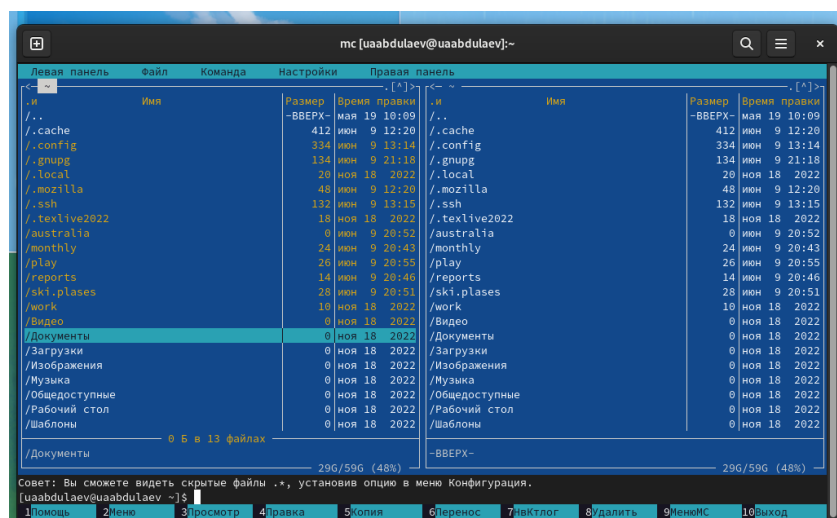 mc [uaabdulaev@uaabdulaev]:~
Левая панель Файл Команда Настройки Правая панель
<— ~ .[^]> <— ~ .[^]>
.и Имя Размер Время правки .и Имя Размер Время правки
/.. -ВВЕРХ- мая 19 10:09 /.. -ВВЕРХ- мая 19 10:09
/.cache 412 июн 9 12:20 /.cache 412 июн 9 12:20
/.config 334 июн 9 13:14 /.config 334 июн 9 13:14
/.gnupg 134 июн 9 21:18 /.gnupg 134 июн 9 21:18
/.local 20 ноя 18 2022 /.local 20 ноя 18 2022
/.mozilla 48 июн 9 12:20 /.mozilla 48 июн 9 12:20
/.ssh 132 июн 9 13:15 /.ssh 132 июн 9 13:15
/.texlive2022 18 ноя 18 2022 /.texlive2022 18 ноя 18 2022
/australia 0 июн 9 20:52 /australia 0 июн 9 20:52
/monthly 24 июн 9 20:43 /monthly 24 июн 9 20:43
/play 26 июн 9 20:55 /play 26 июн 9 20:55
/reports 14 июн 9 20:46 /reports 14 июн 9 20:46
/ski.plases 28 июн 9 20:51 /ski.plases 28 июн 9 20:51
/work 10 ноя 18 2022 /work 10 ноя 18 2022
/Видео 0 ноя 18 2022 /Видео 0 ноя 18 2022
/Документы 0 ноя 18 2022 /Документы 0 ноя 18 2022
/Загрузки 0 ноя 18 2022 /Загрузки 0 ноя 18 2022
/Изображения 0 ноя 18 2022 /Изображения 0 ноя 18 2022
/Музыка 0 ноя 18 2022 /Музыка 0 ноя 18 2022
/Общедоступные 0 ноя 18 2022 /Общедоступные 0 ноя 18 2022
/Рабочий стол 0 ноя 18 2022 /Рабочий стол 0 ноя 18 2022
/Шаблоны 0 ноя 18 2022 /Шаблоны 0 ноя 18 2022
0 Б в 13 файлах
/Документы -ВВЕРХ-
29G/59G (48%) 29G/59G (48%)
Совет: Вы сможете видеть скрытые файлы .*, установив опцию в меню Конфигурация.
[uaabdulaev@uaabdulaev ~]$
1Помощь 2Меню 3Просмотр 4Правка 5Копия 6Перенос 7НвКтлог 8Удалить 9МенюМС 10Выход